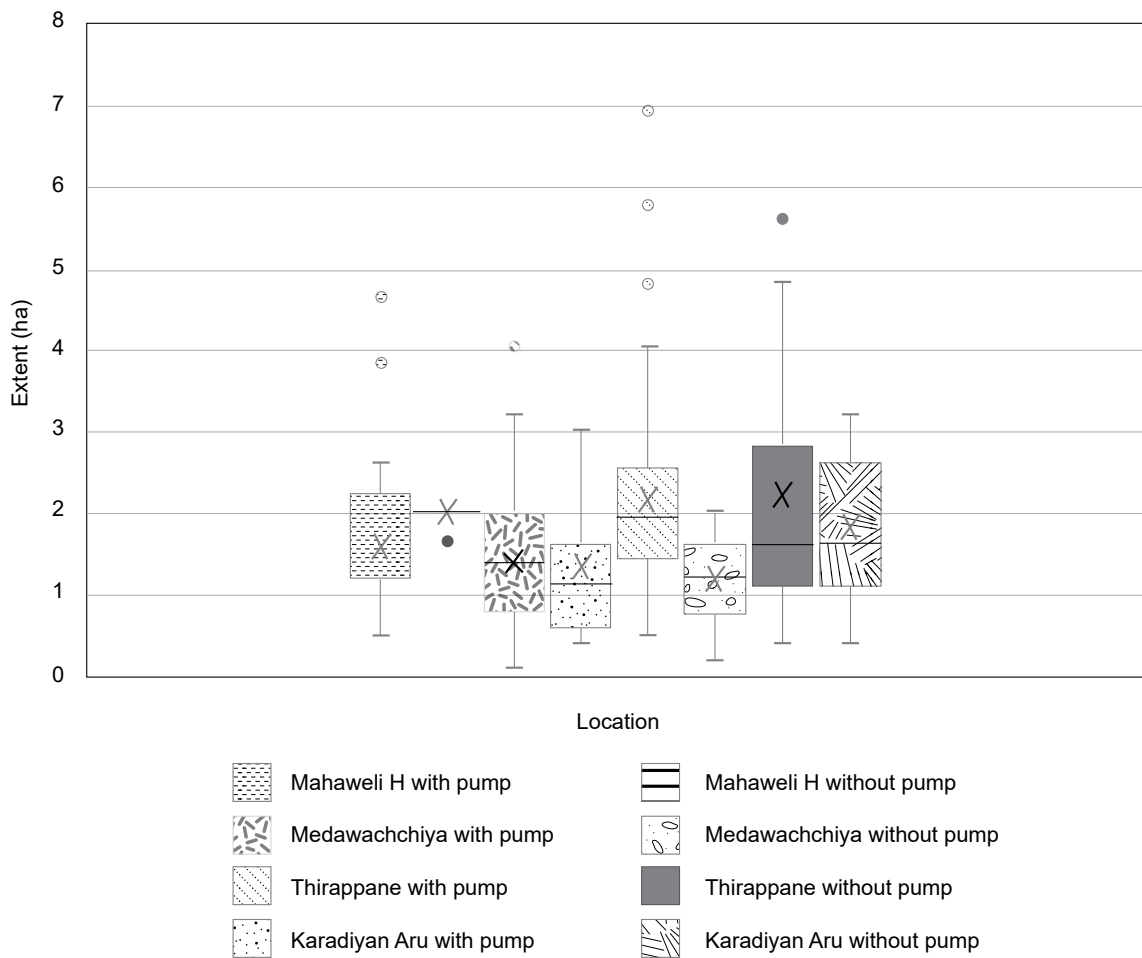 8
7
6
5
4
3
2
1
0
Extent (ha)
Location
Mahaweli H with pump
Mahaweli H without pump
Medawachchiya with pump
Medawachchiya without pump
Thirappane with pump
Thirappane without pump
Karadiyan Aru with pump
Karadiyan Aru without pump